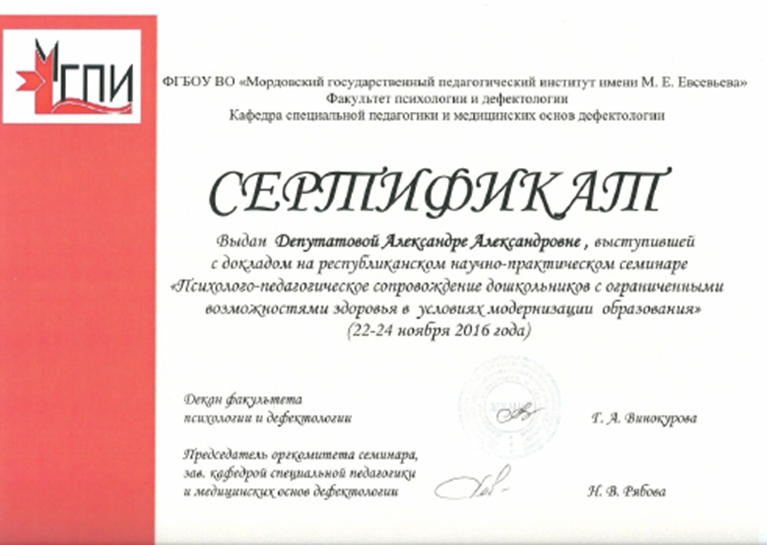 МГПИ
ФГБОУ ВО «Мордовский государственный педагогический институт имени М. Е. Евсевьева»
Факультет психологии и дефектологии
Кафедра специальной педагогики и медицинских основ дефектологии
СЕРТИФИКАТ
Выдан Депутатовой Александре Александровне , выступившей
с докладом на республиканском научно-практическом семинаре
«Психолого-педагогическое сопровождение дошкольников с ограниченными
возможностями здоровья в условиях модернизации образования»
(22-24 ноября 2016 года)
Декан факультета
психологии и дефектологии
Г. А. Винокурова
Председатель оргкомитета семинара,
зав. кафедрой специальной педагогики
и медицинских основ дефектологии
Н. В. Рябова